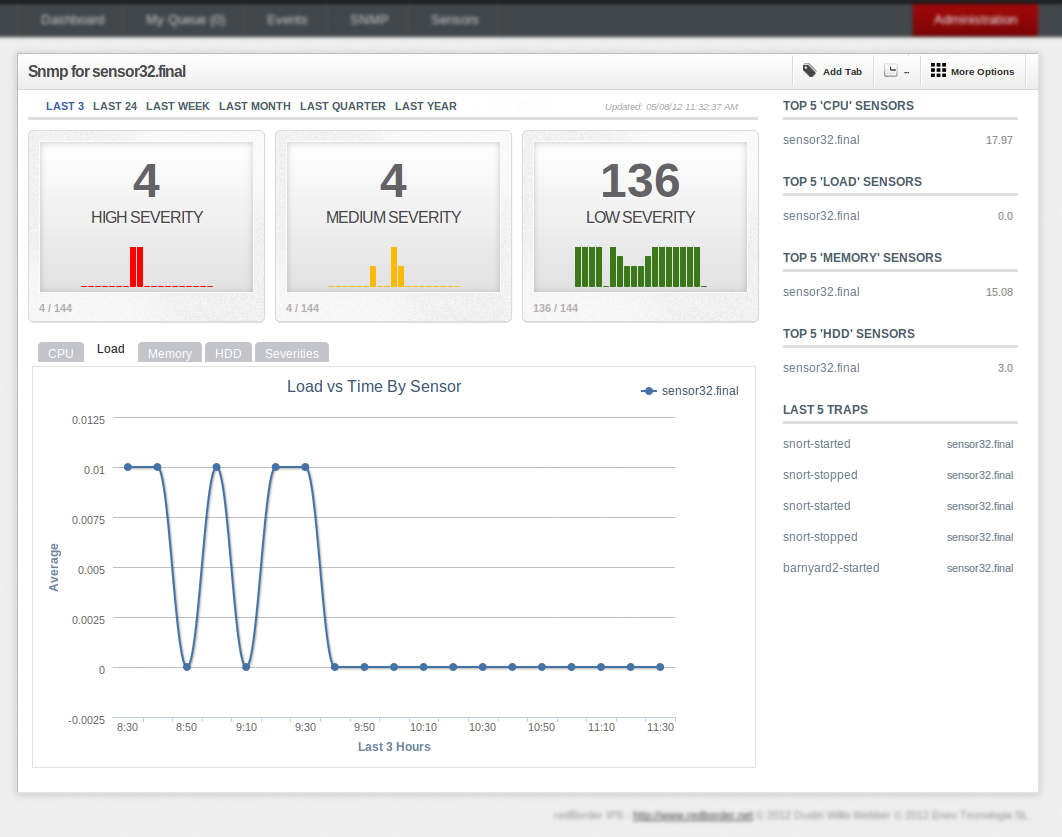 Dashboard My Queue (0) Events SNMP Sensors Administration
Snmp for sensor32.final Add Tab -- More Options
LAST 3 LAST 24 LAST WEEK LAST MONTH LAST QUARTER LAST YEAR Updated: 05/08/12 11:32:37 AM
4
HIGH SEVERITY
4 / 144
4
MEDIUM SEVERITY
4 / 144
136
LOW SEVERITY
136 / 144
CPU Load Memory HDD Severities
Load vs Time By Sensor
sensor32.final
0.0125
0.01
0.0075
0.005
0.0025
0
-0.0025
Average
8:30 8:50 9:10 9:30 9:50 10:10 10:30 10:50 11:10 11:30
Last 3 Hours
TOP 5 'CPU' SENSORS
sensor32.final 17.97
TOP 5 'LOAD' SENSORS
sensor32.final 0.0
TOP 5 'MEMORY' SENSORS
sensor32.final 15.08
TOP 5 'HDD' SENSORS
sensor32.final 3.0
LAST 5 TRAPS
snort-started sensor32.final
snort-stopped sensor32.final
snort-started sensor32.final
snort-stopped sensor32.final
barnyard2-started sensor32.final
redBorder IPS - http://www.redborder.net © 2012 Dustin Willis Webber © 2012 Eneo Tecnologia SL